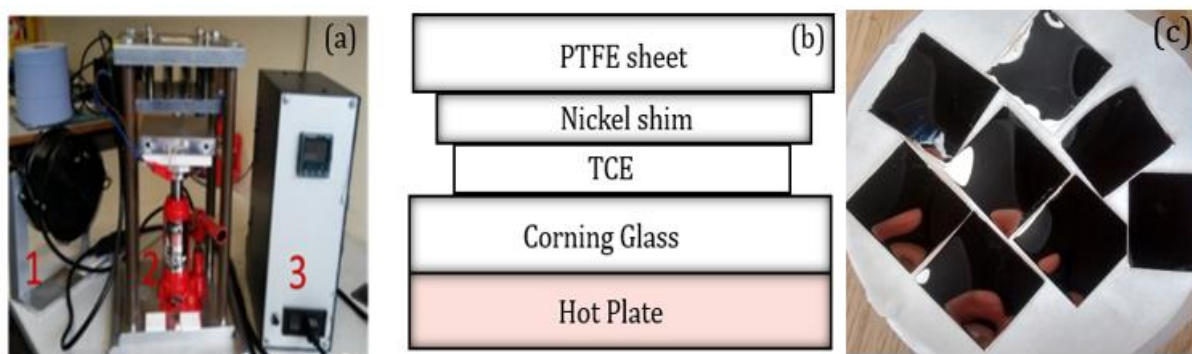 (a)
1
2
3
(b)
PTFE sheet
Nickel shim
TCE
Corning Glass
Hot Plate
(c)